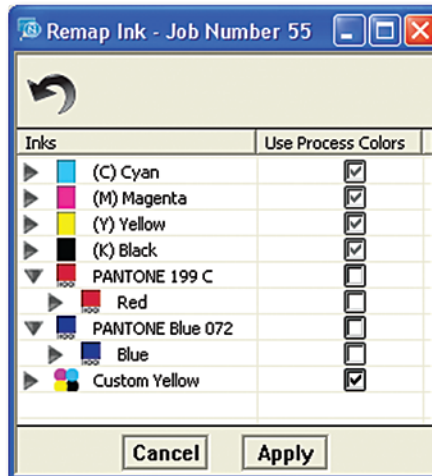 Remap Ink - Job Number 55
Inks Use Process Colors
(C) Cyan
(M) Magenta
(Y) Yellow
(K) Black
PANTONE 199 C
Red
PANTONE Blue 072
Blue
Custom Yellow
Cancel Apply